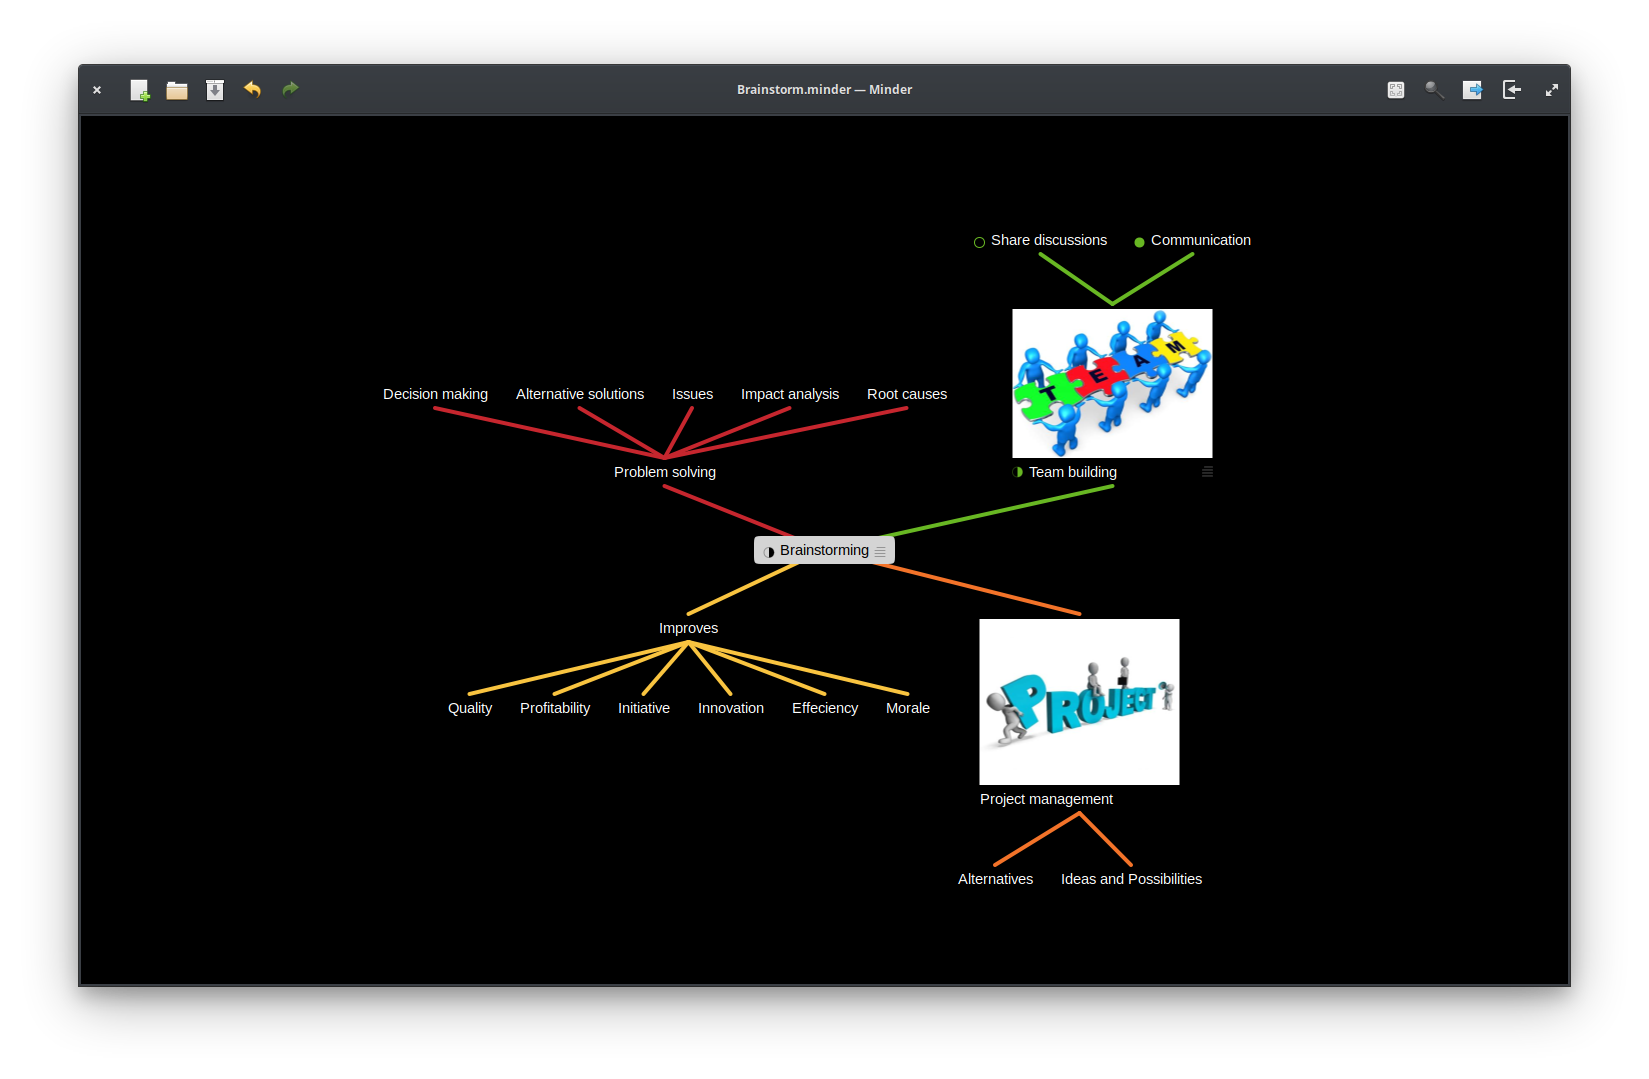 Brainstorm.minder — Minder
Share discussions
Communication
TEAM
Decision making
Alternative solutions
Issues
Impact analysis
Root causes
Problem solving
Team building
Brainstorming
Improves
PROJECT
Quality
Profitability
Initiative
Innovation
Effeciency
Morale
Project management
Alternatives
Ideas and Possibilities